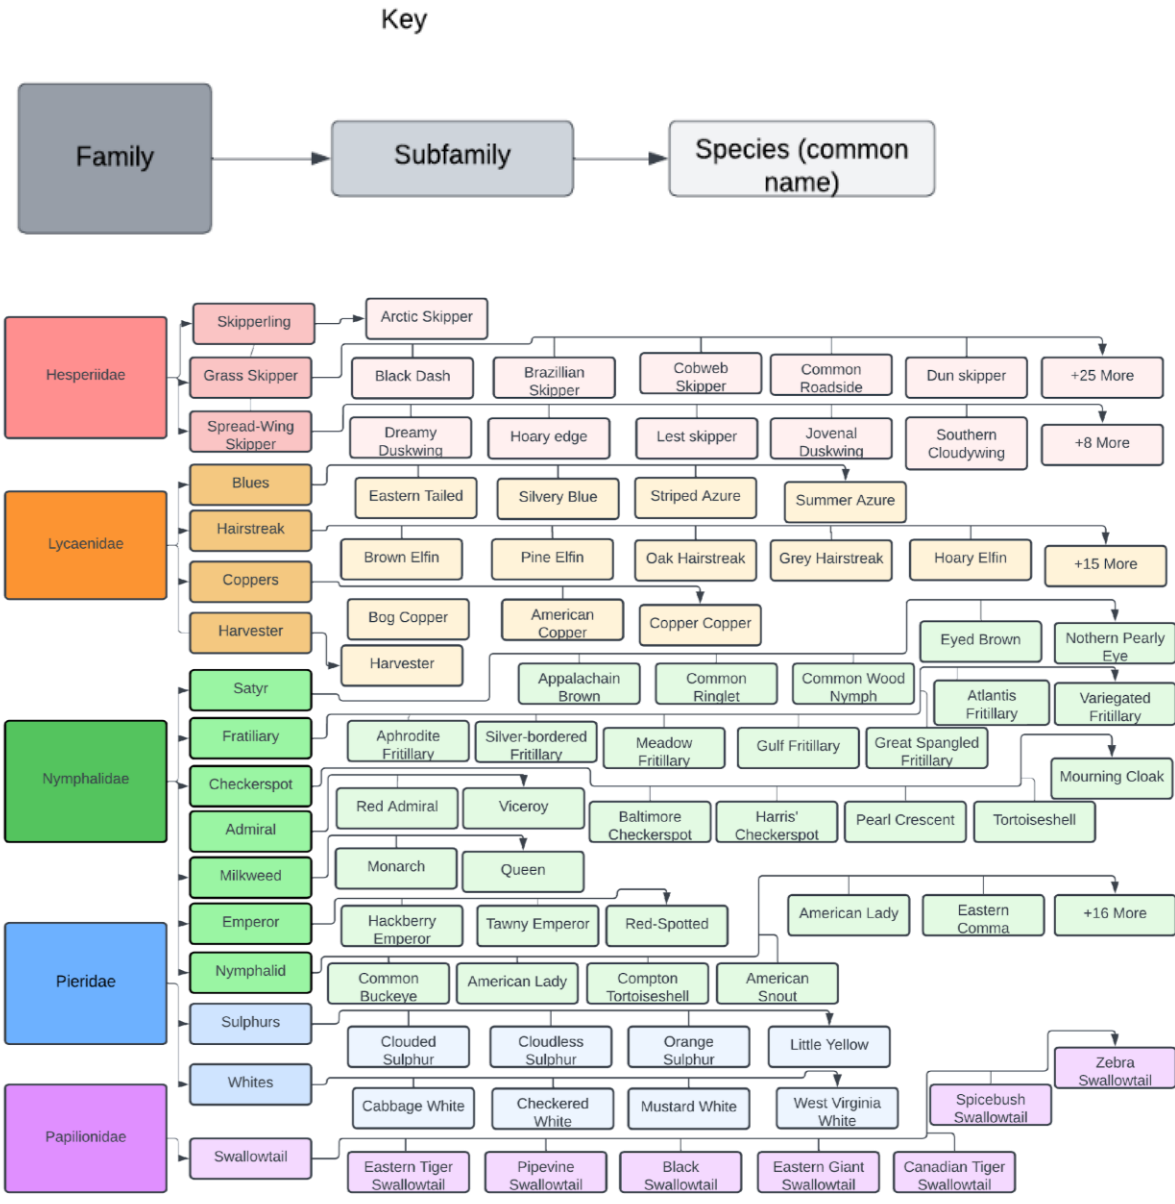 Key
Family
Subfamily
Species (common
name)
Hesperiidae
Skipperling
Arctic Skipper
Grass Skipper
Black Dash
Brazillian
Skipper
Cobweb
Skipper
Common
Roadside
Dun skipper
+25 More
Spread-Wing
Skipper
Dreamy
Duskwing
Hoary edge
Lest skipper
Jovenal
Duskwing
Southern
Cloudywing
+8 More
Lycaenidae
Blues
Eastern Tailed
Silvery Blue
Striped Azure
Summer Azure
Hairstreak
Brown Elfin
Pine Elfin
Oak Hairstreak
Grey Hairstreak
Hoary Elfin
+15 More
Coppers
Bog Copper
American
Copper
Copper Copper
Harvester
Harvester
Nymphalidae
Satyr
Appalachain
Brown
Common
Ringlet
Common Wood
Nymph
Eyed Brown
Nothern Pearly
Eye
Fratiliary
Aphrodite
Fritillary
Silver-bordered
Fritillary
Meadow
Fritillary
Gulf Fritillary
Great Spangled
Fritillary
Atlantis
Fritillary
Variegated
Fritillary
Checkerspot
Baltimore
Checkerspot
Harris'
Checkerspot
Pearl Crescent
Tortoiseshell
Mourning Cloak
Admiral
Red Admiral
Viceroy
Milkweed
Monarch
Queen
Emperor
Hackberry
Emperor
Tawny Emperor
Red-Spotted
Nymphalid
Common
Buckeye
American Lady
Compton
Tortoiseshell
American
Snout
American Lady
Eastern
Comma
+16 More
Pieridae
Sulphurs
Clouded
Sulphur
Cloudless
Sulphur
Orange
Sulphur
Little Yellow
Whites
Cabbage White
Checkered
White
Mustard White
West Virginia
White
Papilionidae
Swallowtail
Eastern Tiger
Swallowtail
Pipevine
Swallowtail
Black
Swallowtail
Eastern Giant
Swallowtail
Canadian Tiger
Swallowtail
Spicebush
Swallowtail
Zebra
Swallowtail